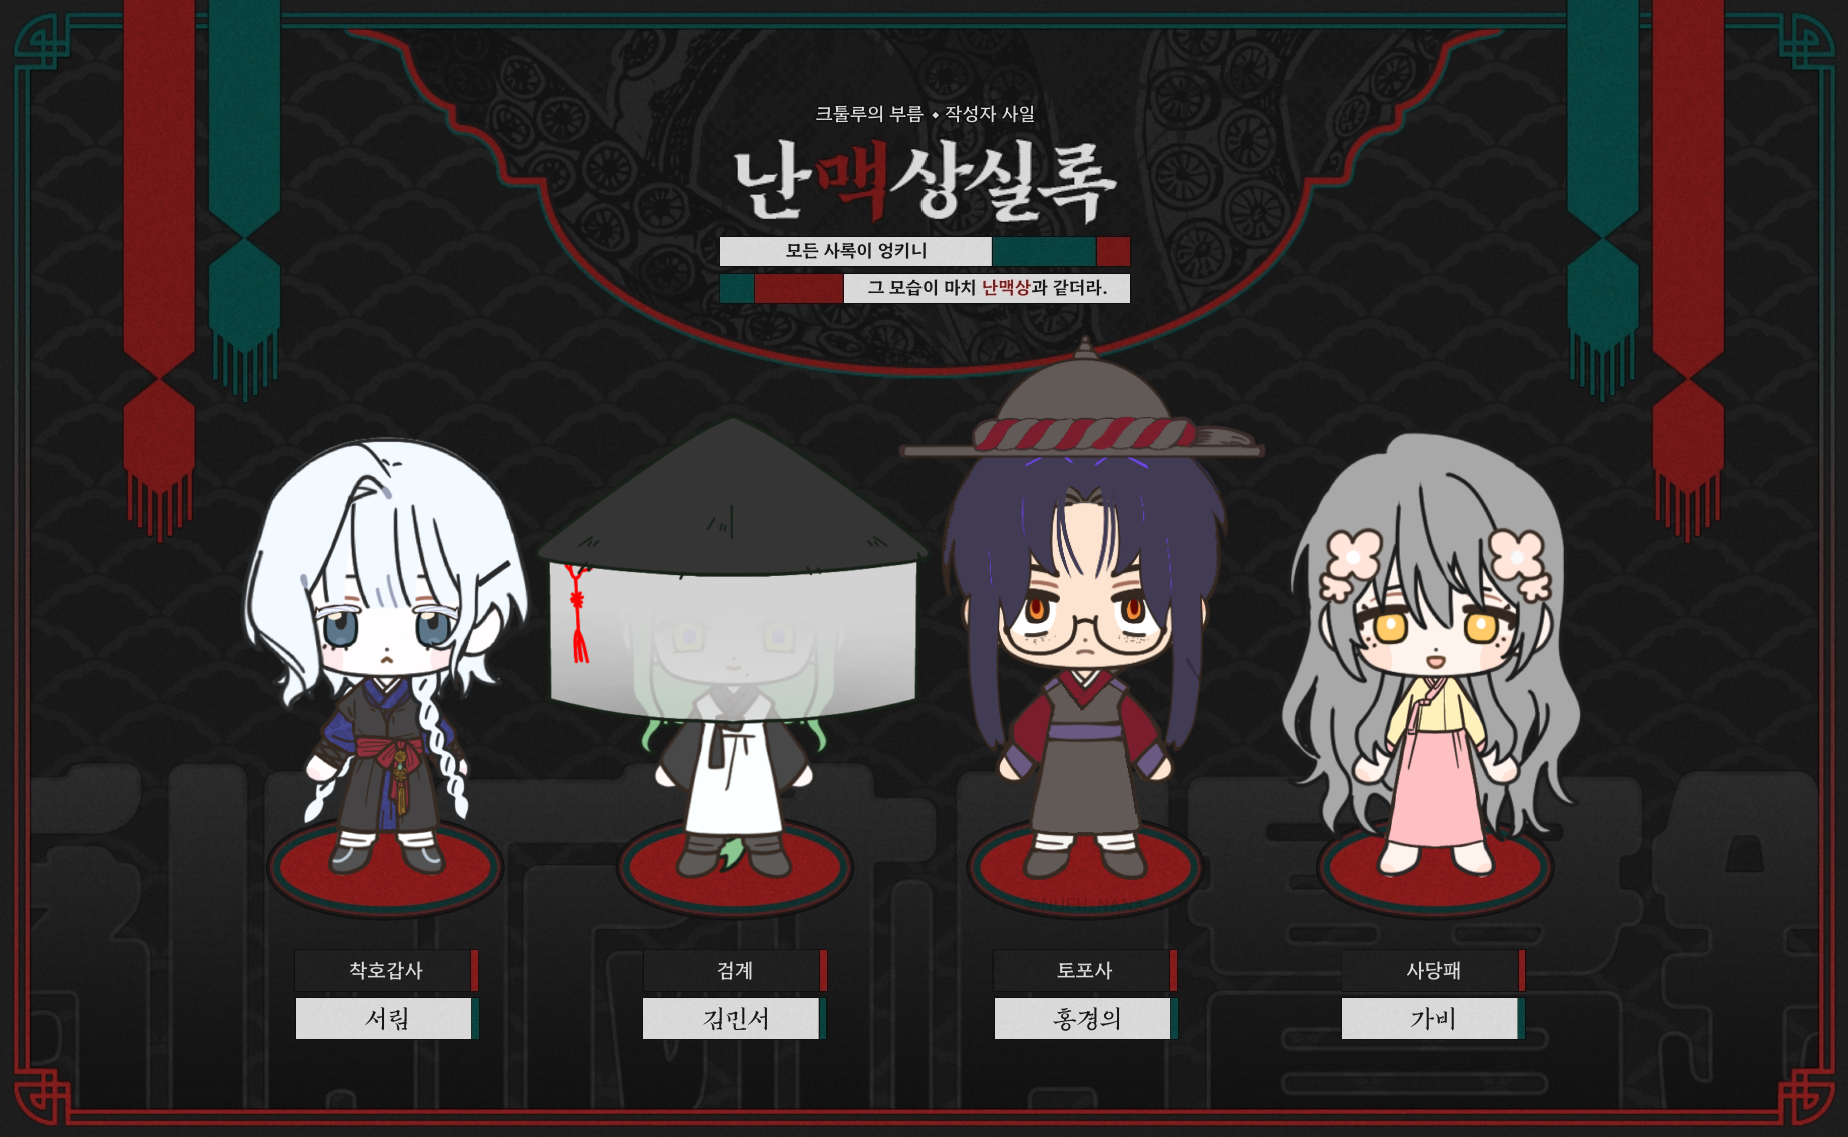 크툴루의 부름 ◆ 작성자 사일
난맥상실록
모든 사록이 엉키니
그 모습이 마치 난맥상과 같더라.
©NUEH_NANA
착호갑사
검계
토포사
사당패
서림
김민서
홍경의
가비